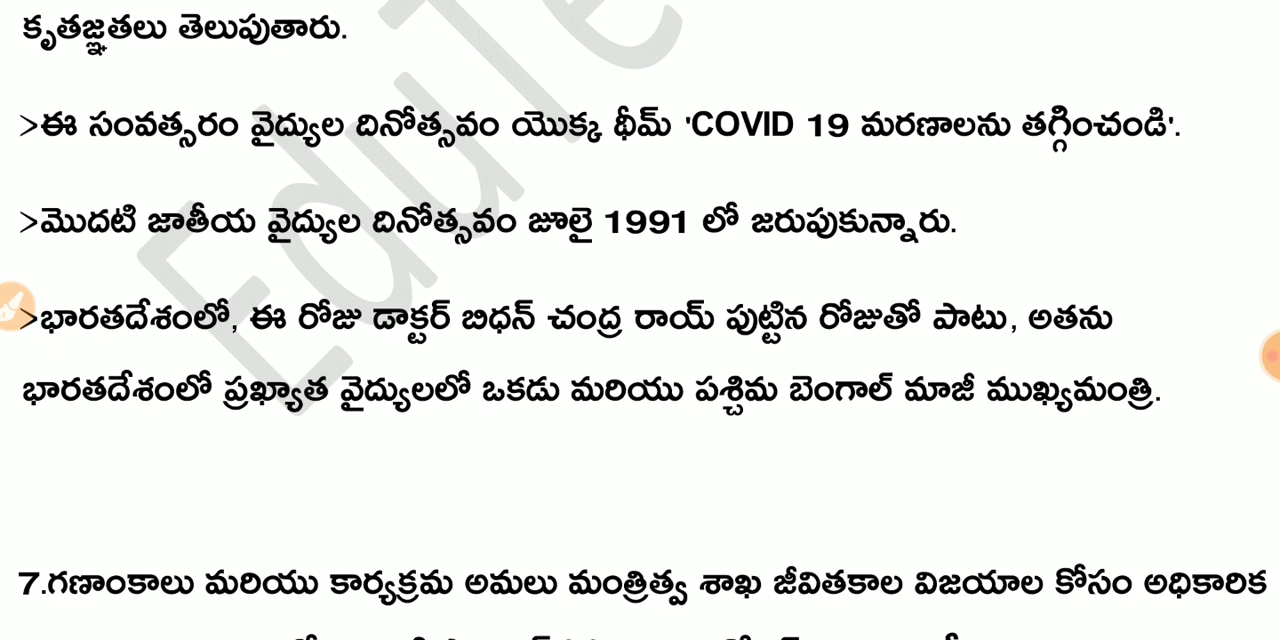 కృతజ్ఞతలు తెలుపుతారు.
>ఈ సంవత్సరం వైద్యుల దినోత్సవం యొక్క థీమ్ 'COVID 19 మరణాలను తగ్గించండి'.
>మొదటి జాతీయ వైద్యుల దినోత్సవం జూలై 1991 లో జరుపుకున్నారు.
>భారతదేశంలో, ఈ రోజు డాక్టర్ బిధన్ చంద్ర రాయ్ పుట్టిన రోజుతో పాటు, అతను
భారతదేశంలో ప్రఖ్యాత వైద్యులలో ఒకడు మరియు పశ్చిమ బెంగాల్ మాజీ ముఖ్యమంత్రి.
7.గణాంకాలు మరియు కార్యక్రమ అమలు మంత్రిత్వ శాఖ జీవితకాల విజయాల కోసం అధికారిక